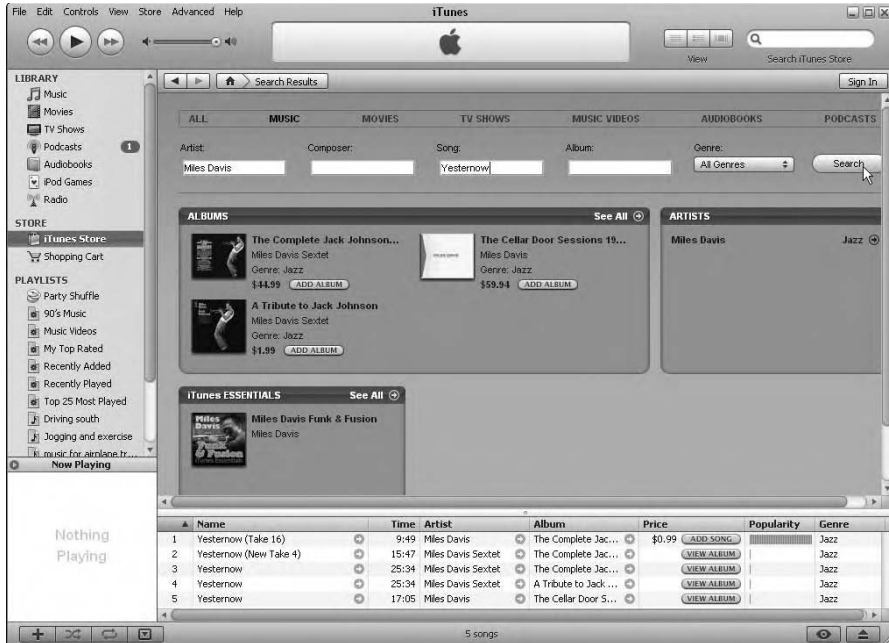 File Edit Controls View Store Advanced Help
iTunes
View
Search iTunes Store
LIBRARY
Music
Movies
TV Shows
Podcasts 1
Audiobooks
iPod Games
Radio
STORE
iTunes Store
Shopping Cart
PLAYLISTS
Party Shuffle
90's Music
Music Videos
My Top Rated
Recently Added
Recently Played
Top 25 Most Played
Driving south
Jogging and exercise
music for airplane tr...
Now Playing
Nothing
Playing
Search Results
Sign In
ALL MUSIC MOVIES TV SHOWS MUSIC VIDEOS AUDIOBOOKS PODCASTS
Artist: Composer: Song: Album: Genre:
Miles Davis Yesternow All Genres Search
ALBUMS See All
The Complete Jack Johnson...
Miles Davis Sextet
Genre: Jazz
$44.99 ADD ALBUM
The Cellar Door Sessions 19...
Miles Davis
Genre: Jazz
$59.94 ADD ALBUM
A Tribute to Jack Johnson
Miles Davis Sextet
Genre: Jazz
$1.99 ADD ALBUM
ARTISTS
Miles Davis Jazz
iTunes ESSENTIALS See All
Miles Davis Funk & Fusion
Miles Davis
Miles
Davis
Funk
& Fusion
Name Time Artist Album Price Popularity Genre
1 Yesternow (Take 16) 9:49 Miles Davis The Complete Jac... $0.99 ADD SONG Jazz
2 Yesternow (New Take 4) 15:47 Miles Davis Sextet The Complete Jac... VIEW ALBUM Jazz
3 Yesternow 25:34 Miles Davis Sextet The Complete Jac... VIEW ALBUM Jazz
4 Yesternow 25:34 Miles Davis Sextet A Tribute to Jack ... VIEW ALBUM Jazz
5 Yesternow 17:05 Miles Davis The Cellar Door S... VIEW ALBUM Jazz
5 songs